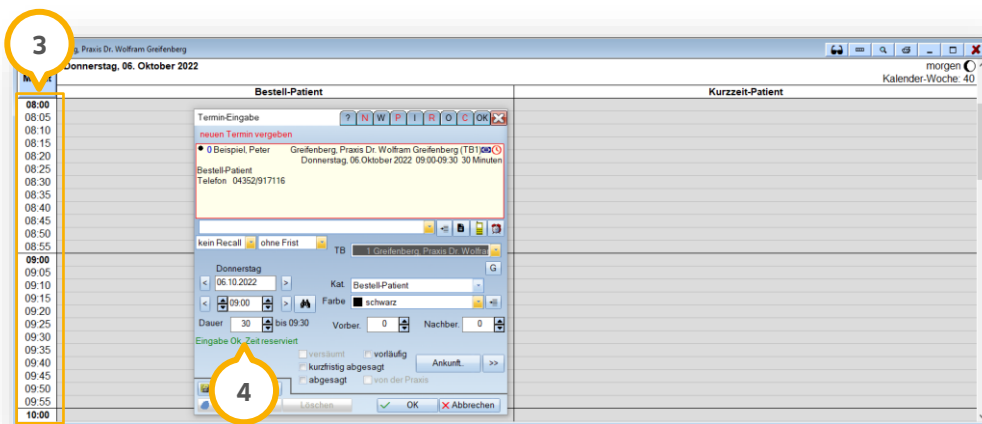 3
g, Praxis Dr. Wolfram Greifenberg
Donnerstag, 06. Oktober 2022
morgen
Kalender-Woche: 40
Bestell-Patient
Kurzzeit-Patient
08:00
08:05
08:10
08:15
08:20
08:25
08:30
08:35
08:40
08:45
08:50
08:55
09:00
09:05
09:10
09:15
09:20
09:25
09:30
09:35
09:40
09:45
09:50
09:55
10:00
Termin-Eingabe ? N W P I R O C OK
neuen Termin vergeben
0 Beispiel, Peter Greifenberg, Praxis Dr. Wolfram Greifenberg (TB1)
Donnerstag, 06.Oktober 2022 09:00-09:30 30 Minuten
Bestell-Patient
Telefon 04352/917116
kein Recall ohne Frist TB 1 Greifenberg, Praxis Dr. Wolfra
Donnerstag G
< 06.10.2022 > Kat. Bestell-Patient
< 09:00 > Farbe schwarz
Dauer 30 bis 09:30 Vorber. 0 Nachber. 0
Eingabe Ok. Zeit reserviert
versäumt vorläufig
kurzfristig abgesagt Ankunft.. >>
abgesagt von der Praxis
4
Löschen OK Abbrechen